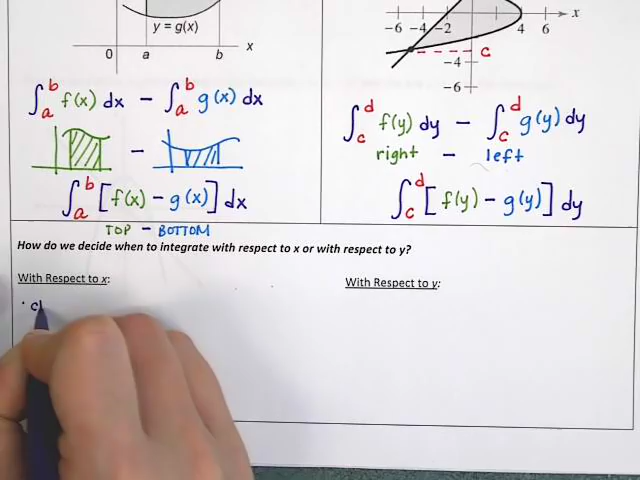 y = g(x)
0 a b x
-6 -4 -2 4 6 x
c
-4
-6
∫_a^b f(x) dx - ∫_a^b g(x) dx
-
∫_a^b [f(x) - g(x)] dx
TOP - BOTTOM
∫_c^d f(y) dy - ∫_c^d g(y) dy
right - left
∫_c^d [f(y) - g(y)] dy
How do we decide when to integrate with respect to x or with respect to y?
With Respect to x:
With Respect to y: